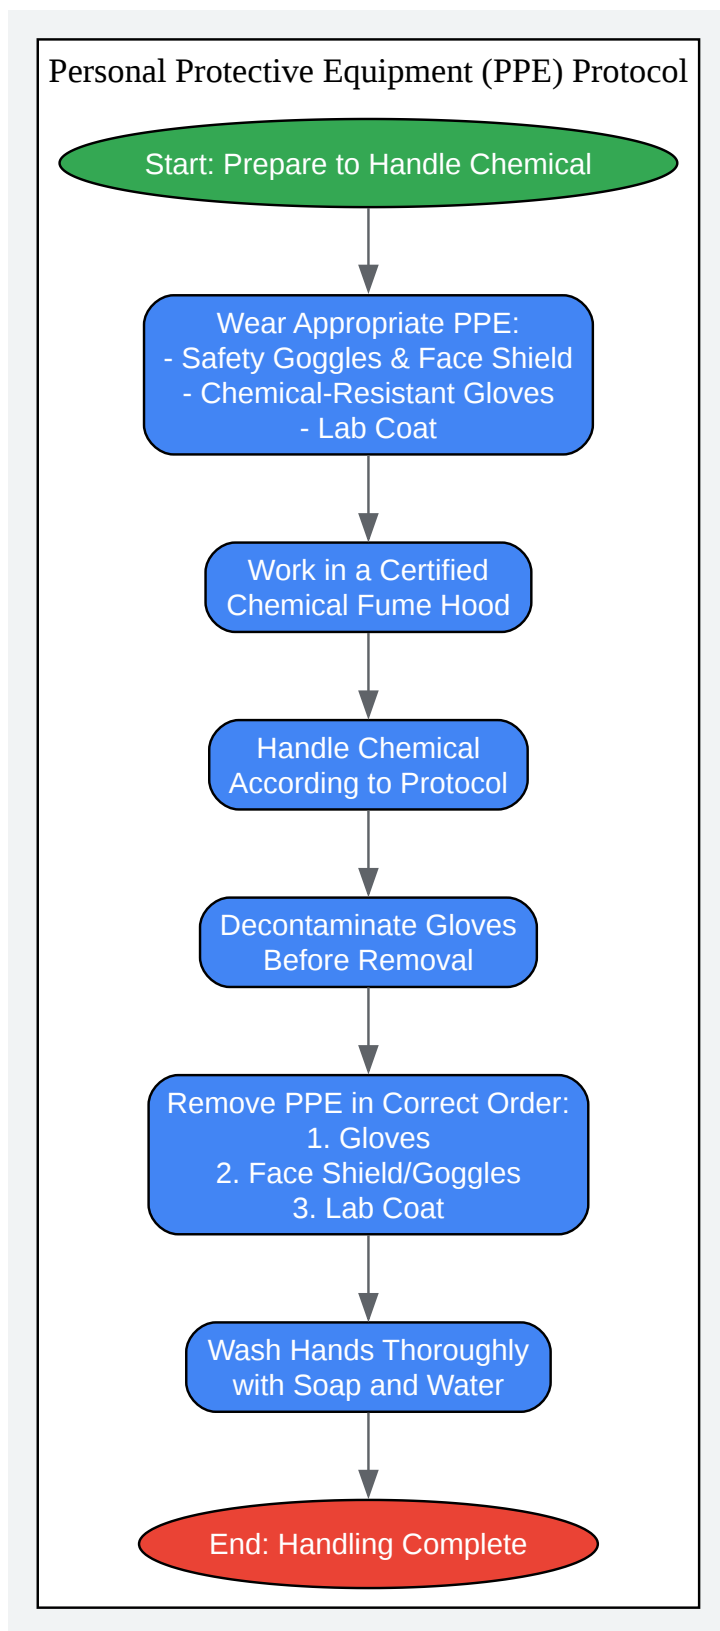 Personal Protective Equipment (PPE) Protocol
Start: Prepare to Handle Chemical
Wear Appropriate PPE:
- Safety Goggles & Face Shield
- Chemical-Resistant Gloves
- Lab Coat
Work in a Certified
Chemical Fume Hood
Handle Chemical
According to Protocol
Decontaminate Gloves
Before Removal
Remove PPE in Correct Order:
1. Gloves
2. Face Shield/Goggles
3. Lab Coat
Wash Hands Thoroughly
with Soap and Water
End: Handling Complete